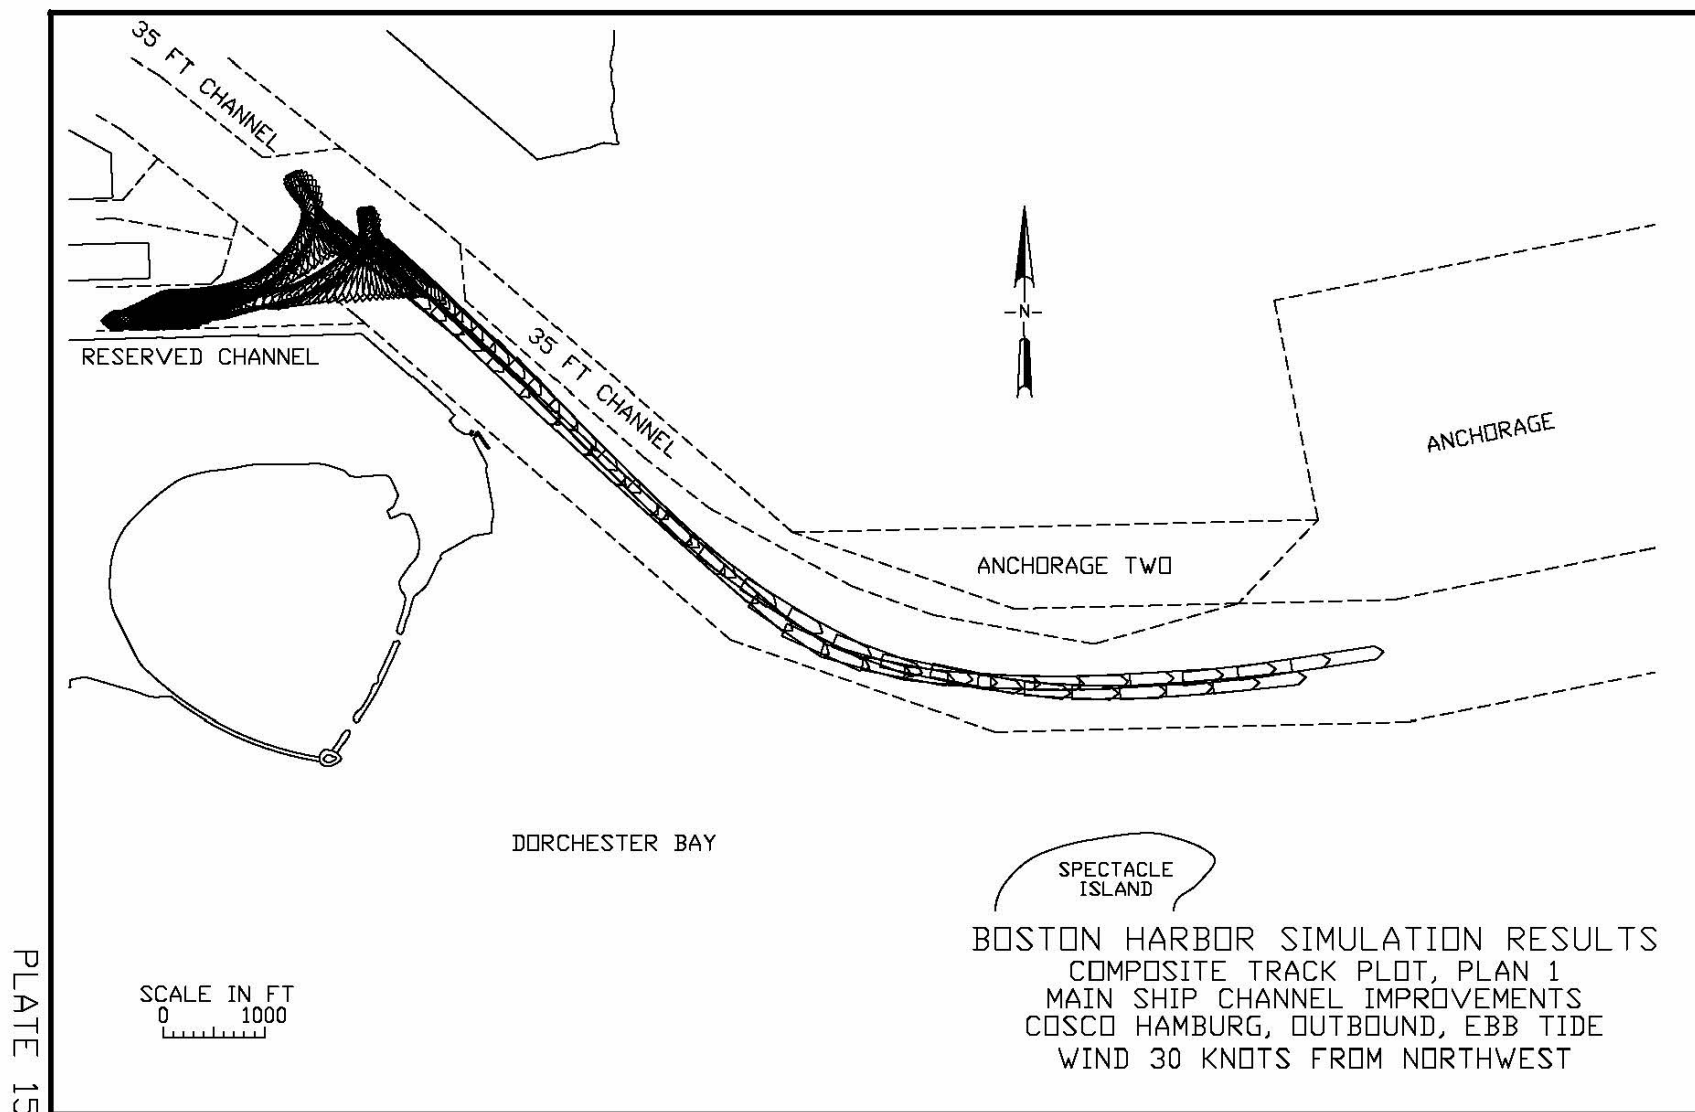 35 FT CHANNEL
RESERVED CHANNEL
35 FT CHANNEL
-N-
ANCHORAGE
ANCHORAGE TWO
DORCHESTER BAY
SPECTACLE
ISLAND
BOSTON HARBOR SIMULATION RESULTS
COMPOSITE TRACK PLOT, PLAN 1
MAIN SHIP CHANNEL IMPROVEMENTS
COSCO HAMBURG, OUTBOUND, EBB TIDE
WIND 30 KNOTS FROM NORTHWEST
SCALE IN FT
0 1000
PLATE 15